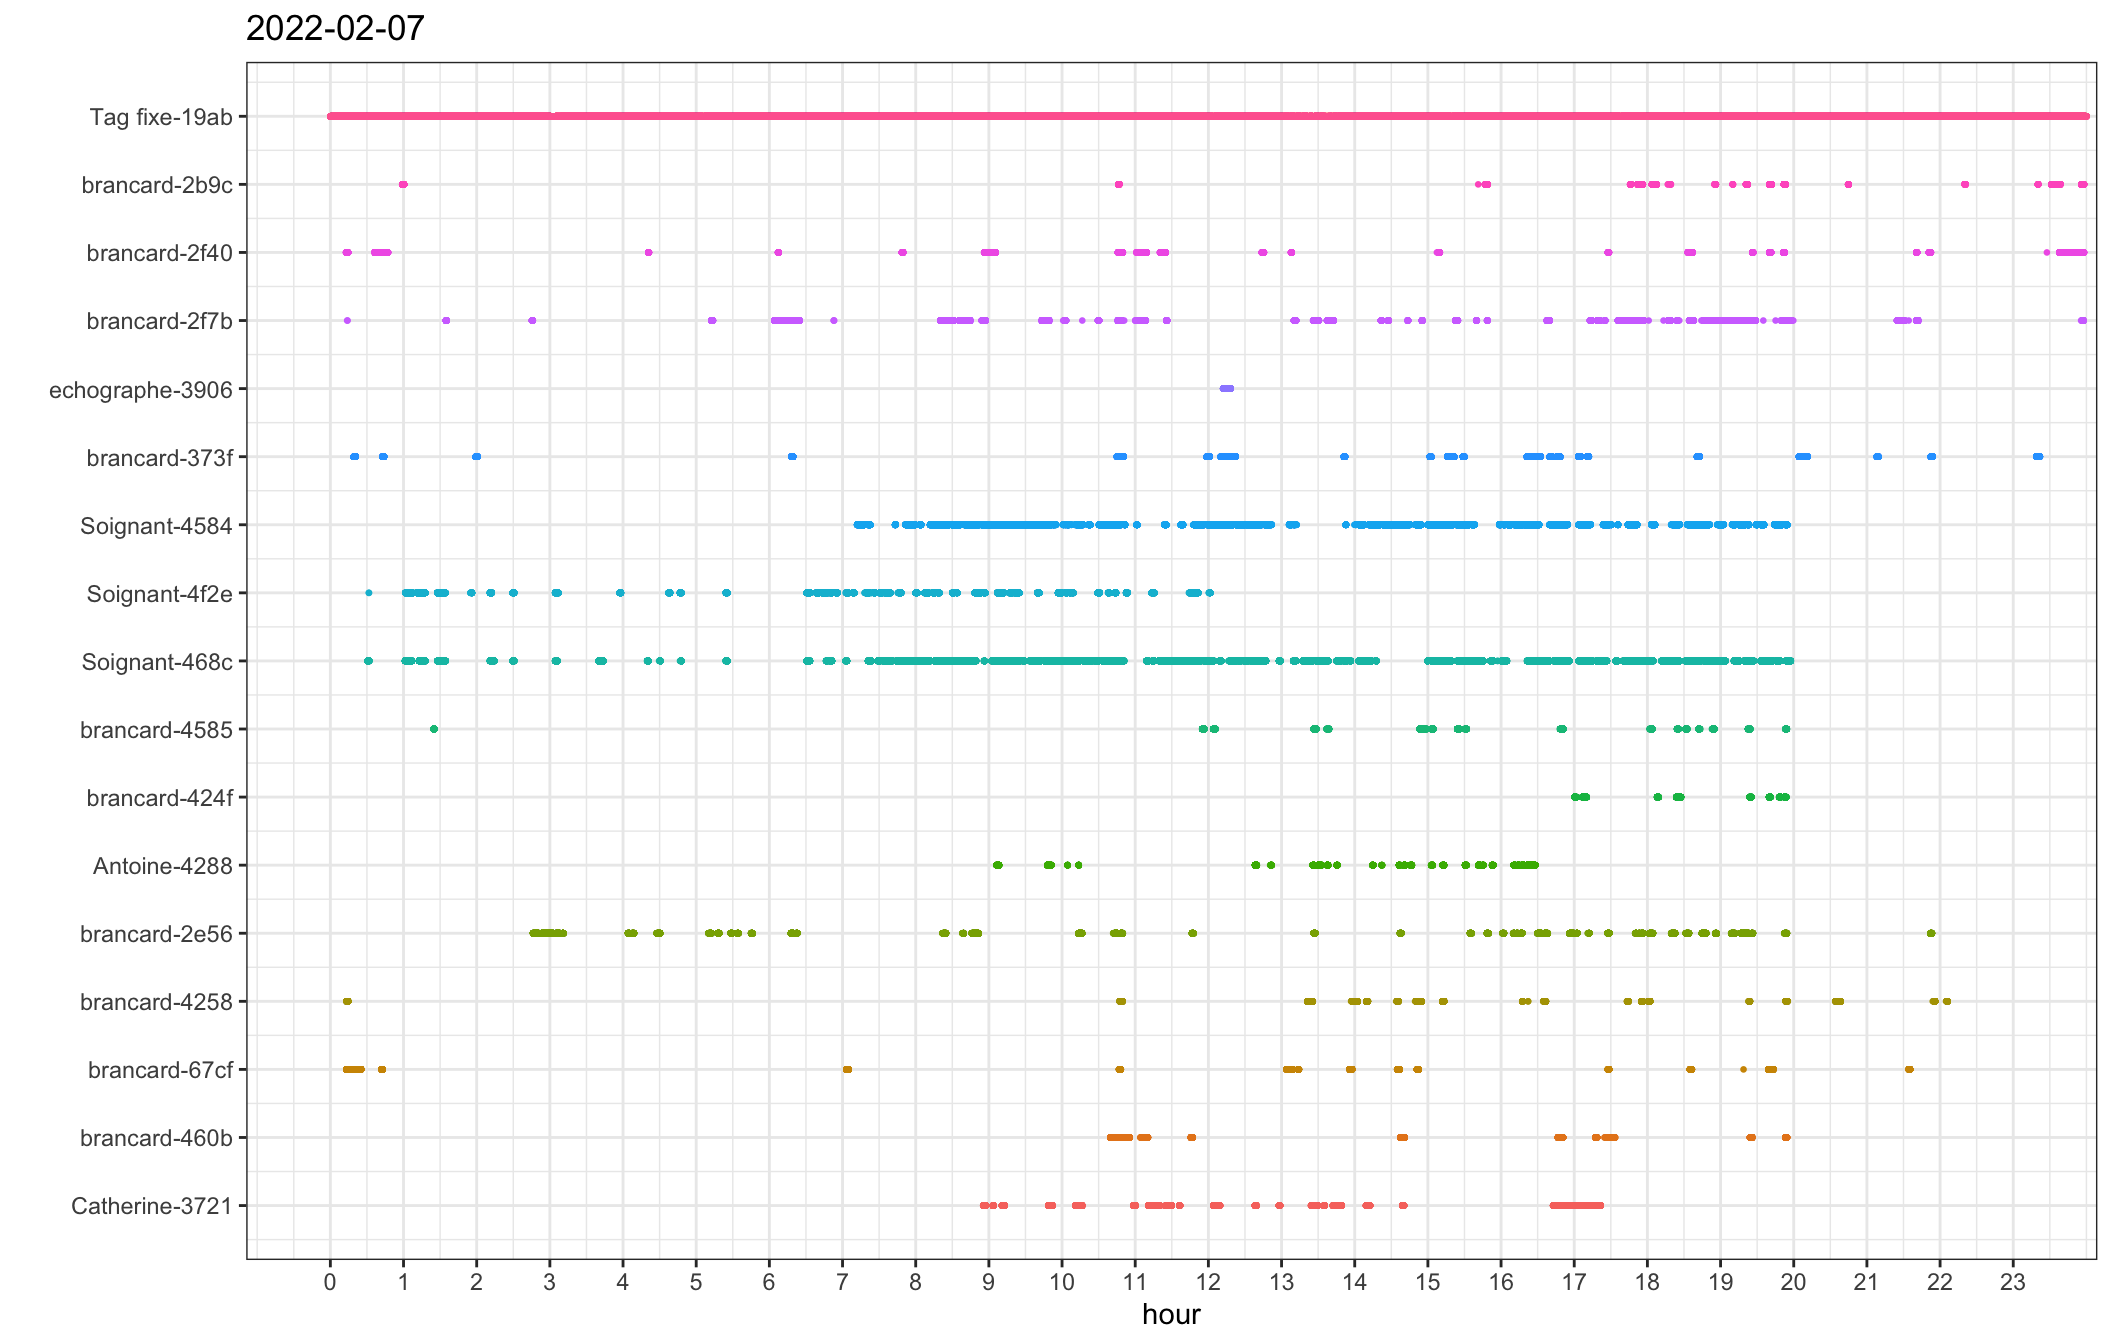 2022-02-07
Tag fixe-19ab
brancard-2b9c
brancard-2f40
brancard-2f7b
echographe-3906
brancard-373f
Soignant-4584
Soignant-4f2e
Soignant-468c
brancard-4585
brancard-424f
Antoine-4288
brancard-2e56
brancard-4258
brancard-67cf
brancard-460b
Catherine-3721
0 1 2 3 4 5 6 7 8 9 10 11 12 13 14 15 16 17 18 19 20 21 22 23
hour